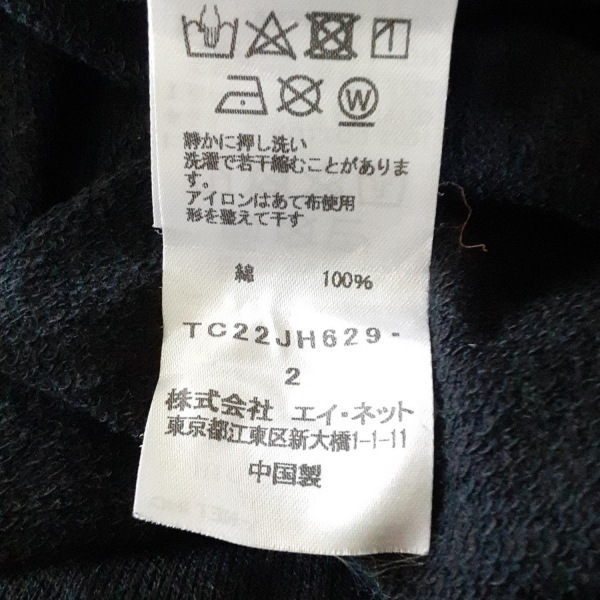 W
静かに押し洗い
洗濯で若干縮むことがありま
す。
アイロンはあて布使用
形を整えて干す
綿 100%
TC22JH629-
2
株式会社 エイ・ネット
東京都江東区新大橋1-1-11
中国製